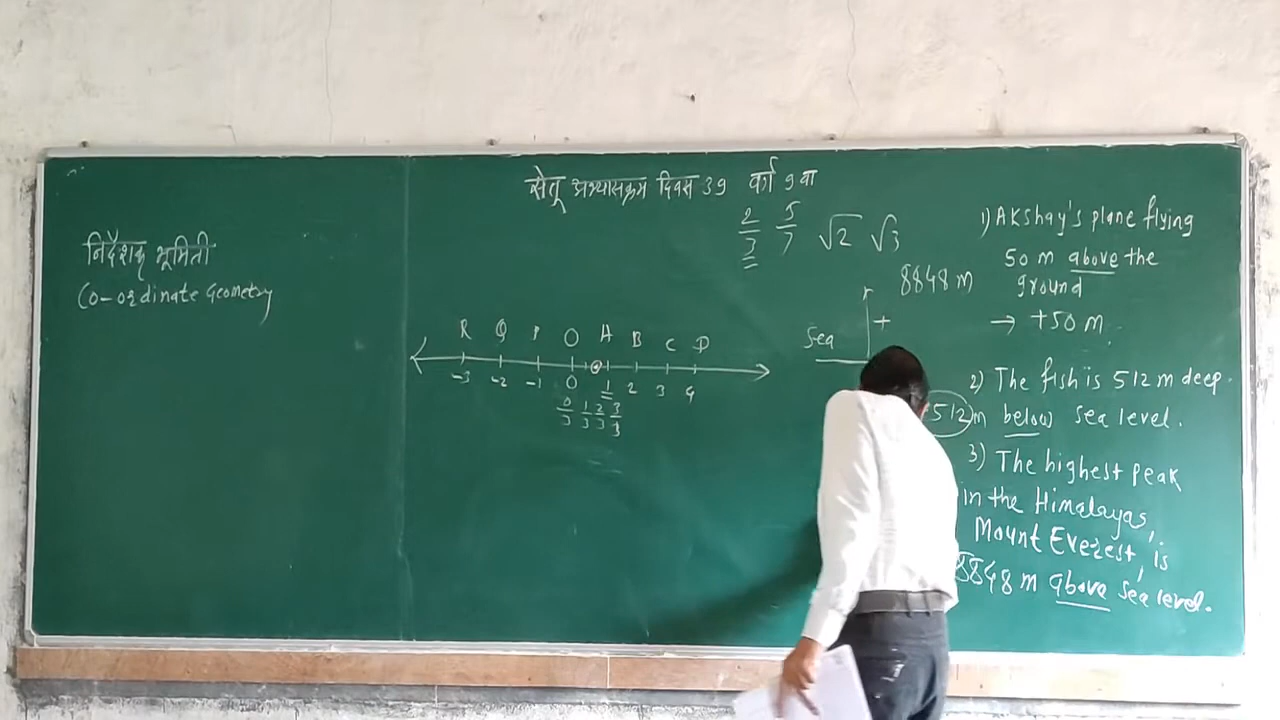 सेतू अभ्यासक्रम दिवस 39 वर्ग 9 वा
निर्देशक भूमिती
Co-ordinate Geometry
2/3 5/7 √2 √3
8848 m
+
Sea
R Q P O A B C D
-3 -2 -1 0 1 2 3 4
0/3 1/3 2/3 3/3
1) Akshay's plane flying
50 m above the
ground
→ +50 m.
2) The fish is 512 m deep.
512 m below sea level.
3) The highest peak
in the Himalayas,
Mount Everest, is
8848 m above sea level.